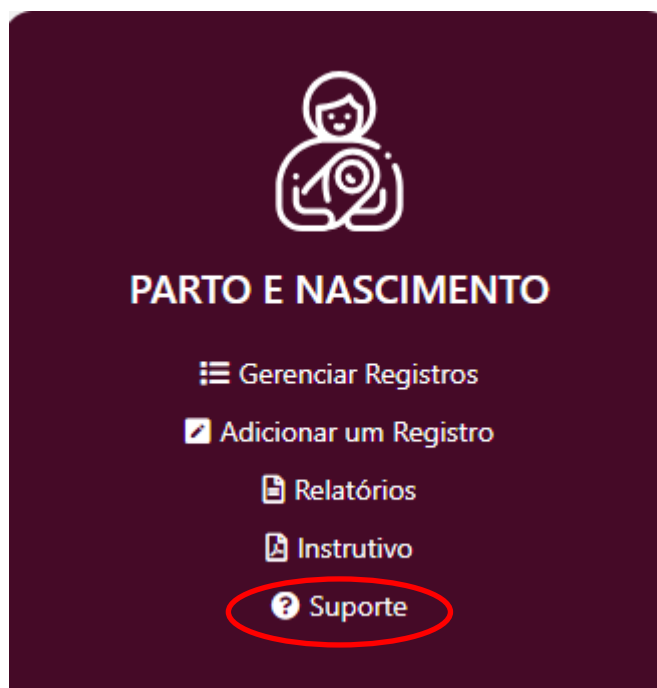 PARTO E NASCIMENTO
Gerenciar Registros
Adicionar um Registro
Relatórios
Instrutivo
Suporte